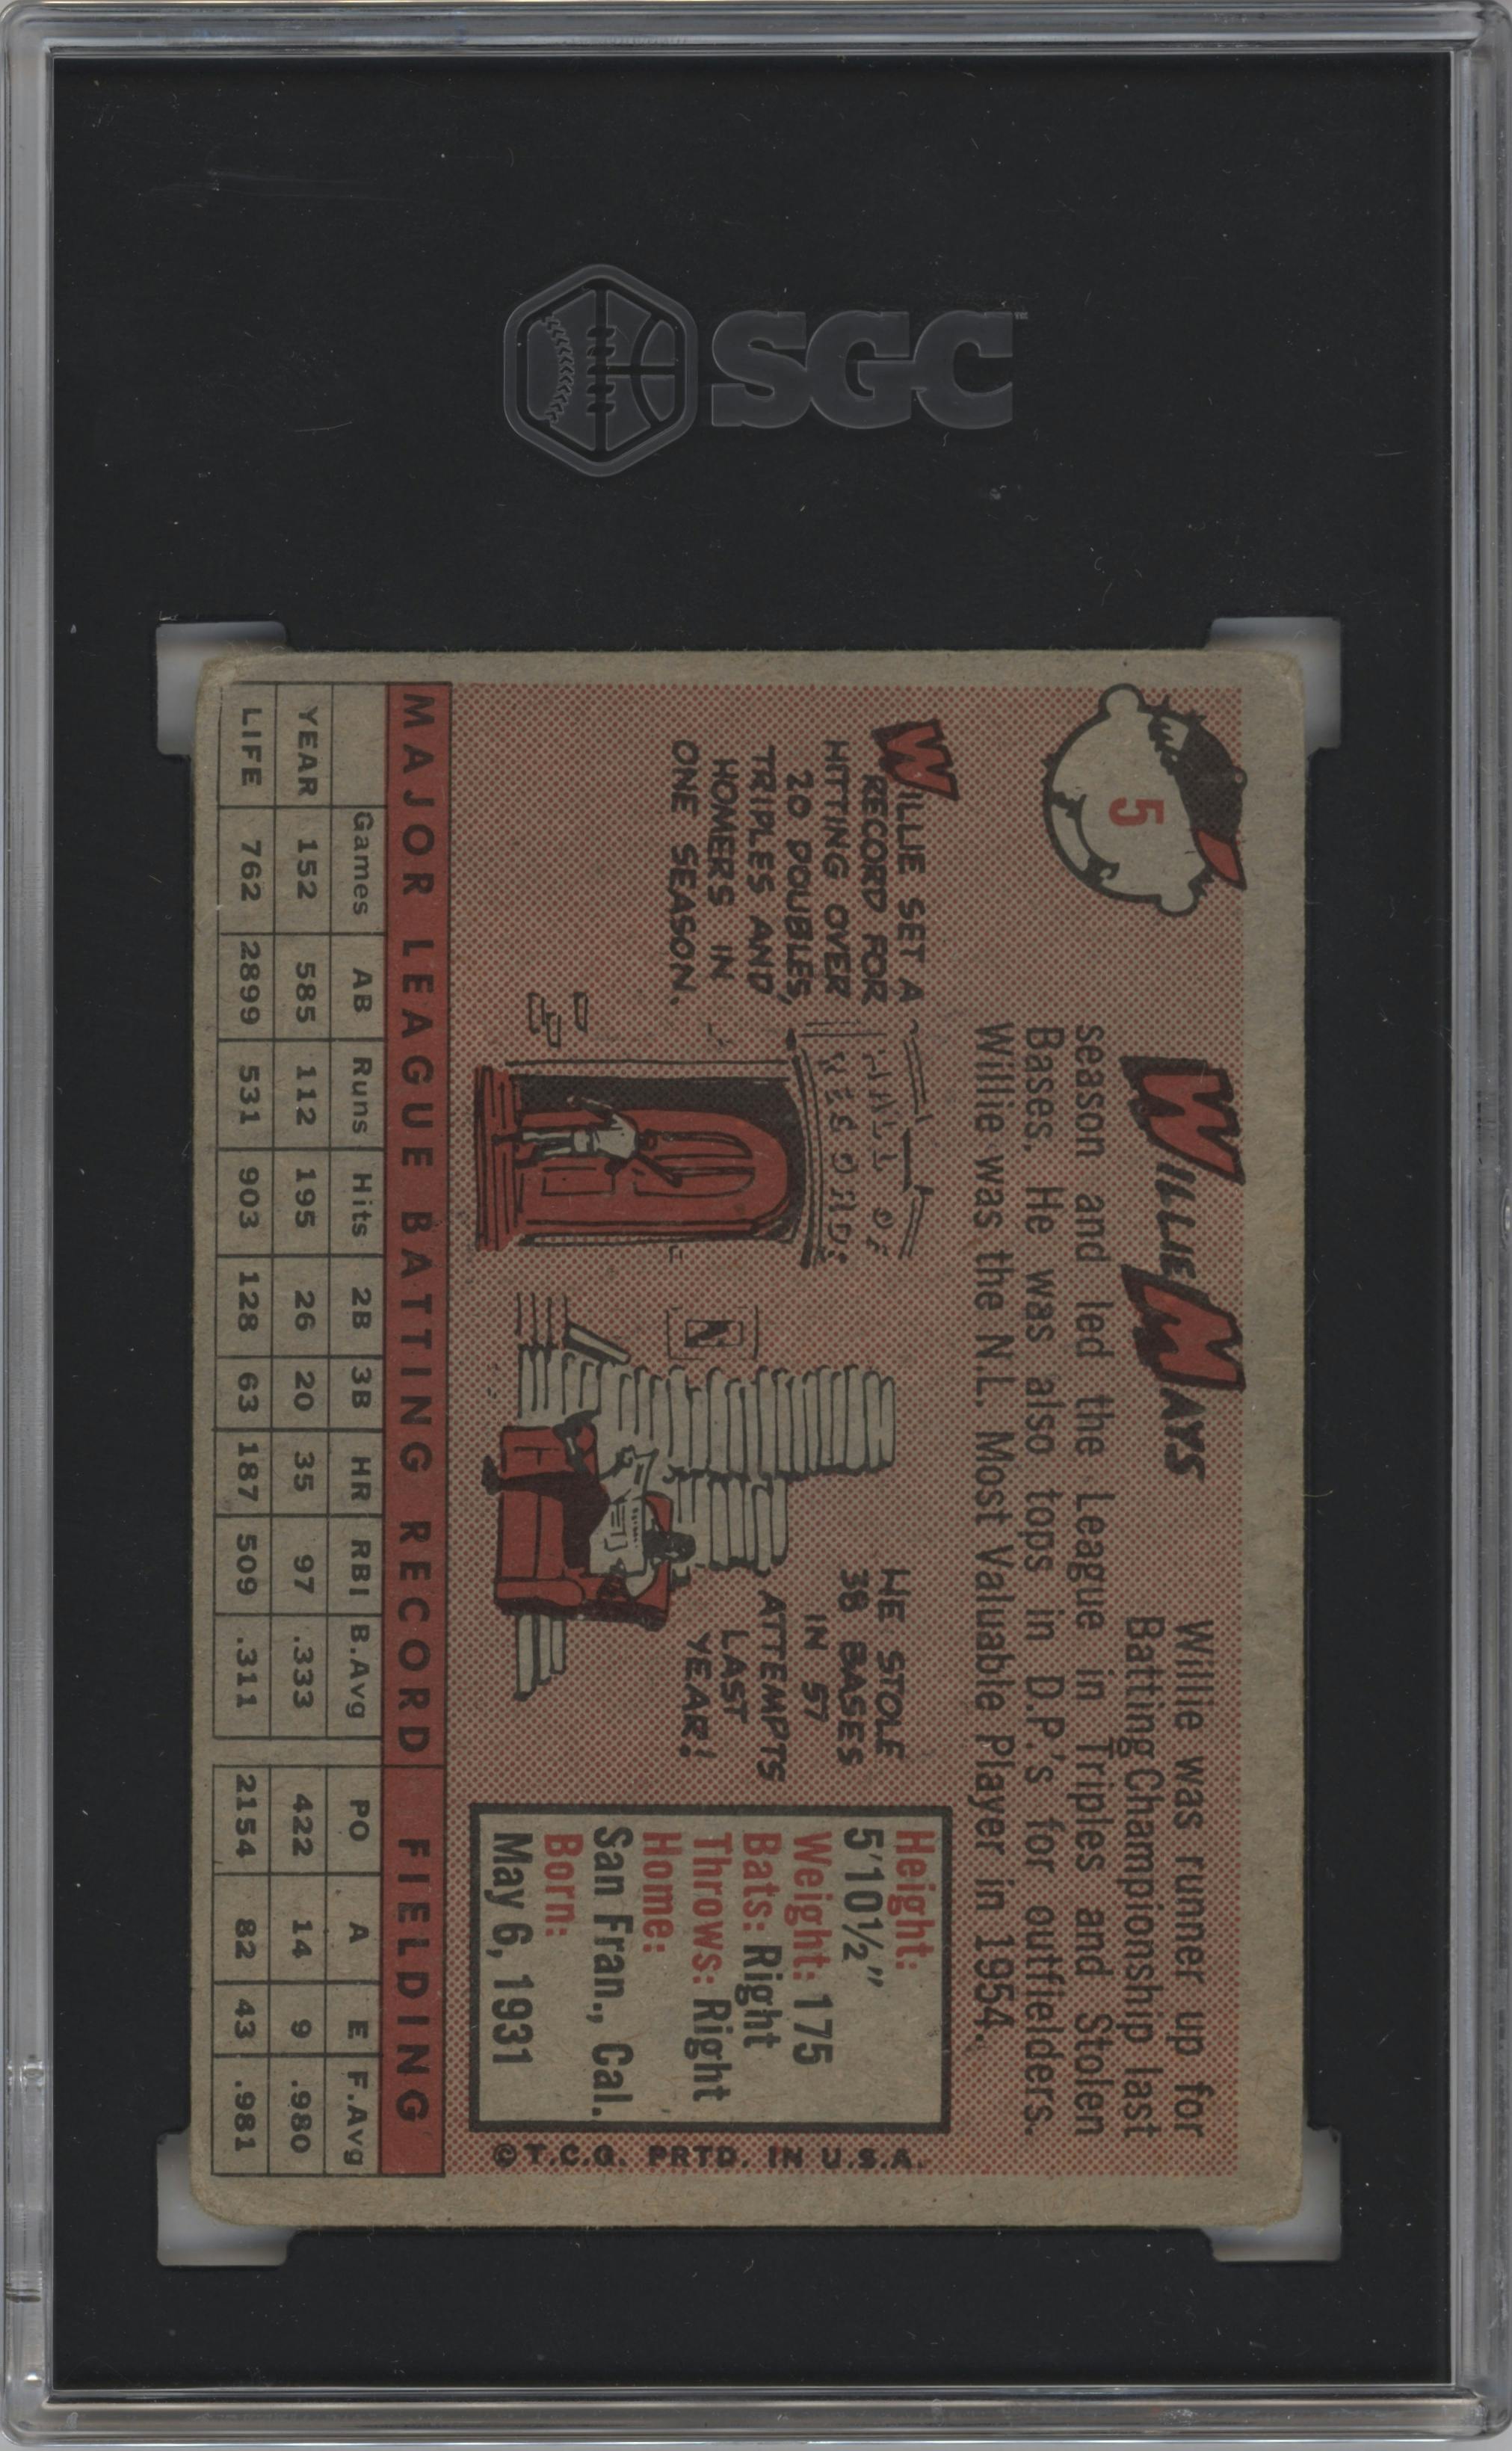 SGC™
5
WILLIE MAYS
Willie was runner up for
Batting Championship last
season and led the League in Triples and Stolen
Bases. He was also tops in D.P.'s for outfielders.
Willie was the N.L. Most Valuable Player in 1954.
WILLIE SET A
RECORD FOR
HITTING OVER
20 DOUBLES,
TRIPLES AND
HOMERS IN
ONE SEASON.
HALL OF
RECORDS
HE STOLE
38 BASES
IN 57
ATTEMPTS
LAST
YEAR!
Height:
5'10½"
Weight: 175
Bats: Right
Throws: Right
Home:
San Fran., Cal.
Born:
May 6, 1931
©T.C.G. PRTD. IN U.S.A.
MAJOR LEAGUE BATTING RECORD FIELDING
Games AB Runs Hits 2B 3B HR RBI B.Avg PO A E F.Avg
YEAR 152 585 112 195 26 20 35 97 .333 422 14 9 .980
LIFE 762 2899 531 903 128 63 187 509 .311 2154 82 43 .981